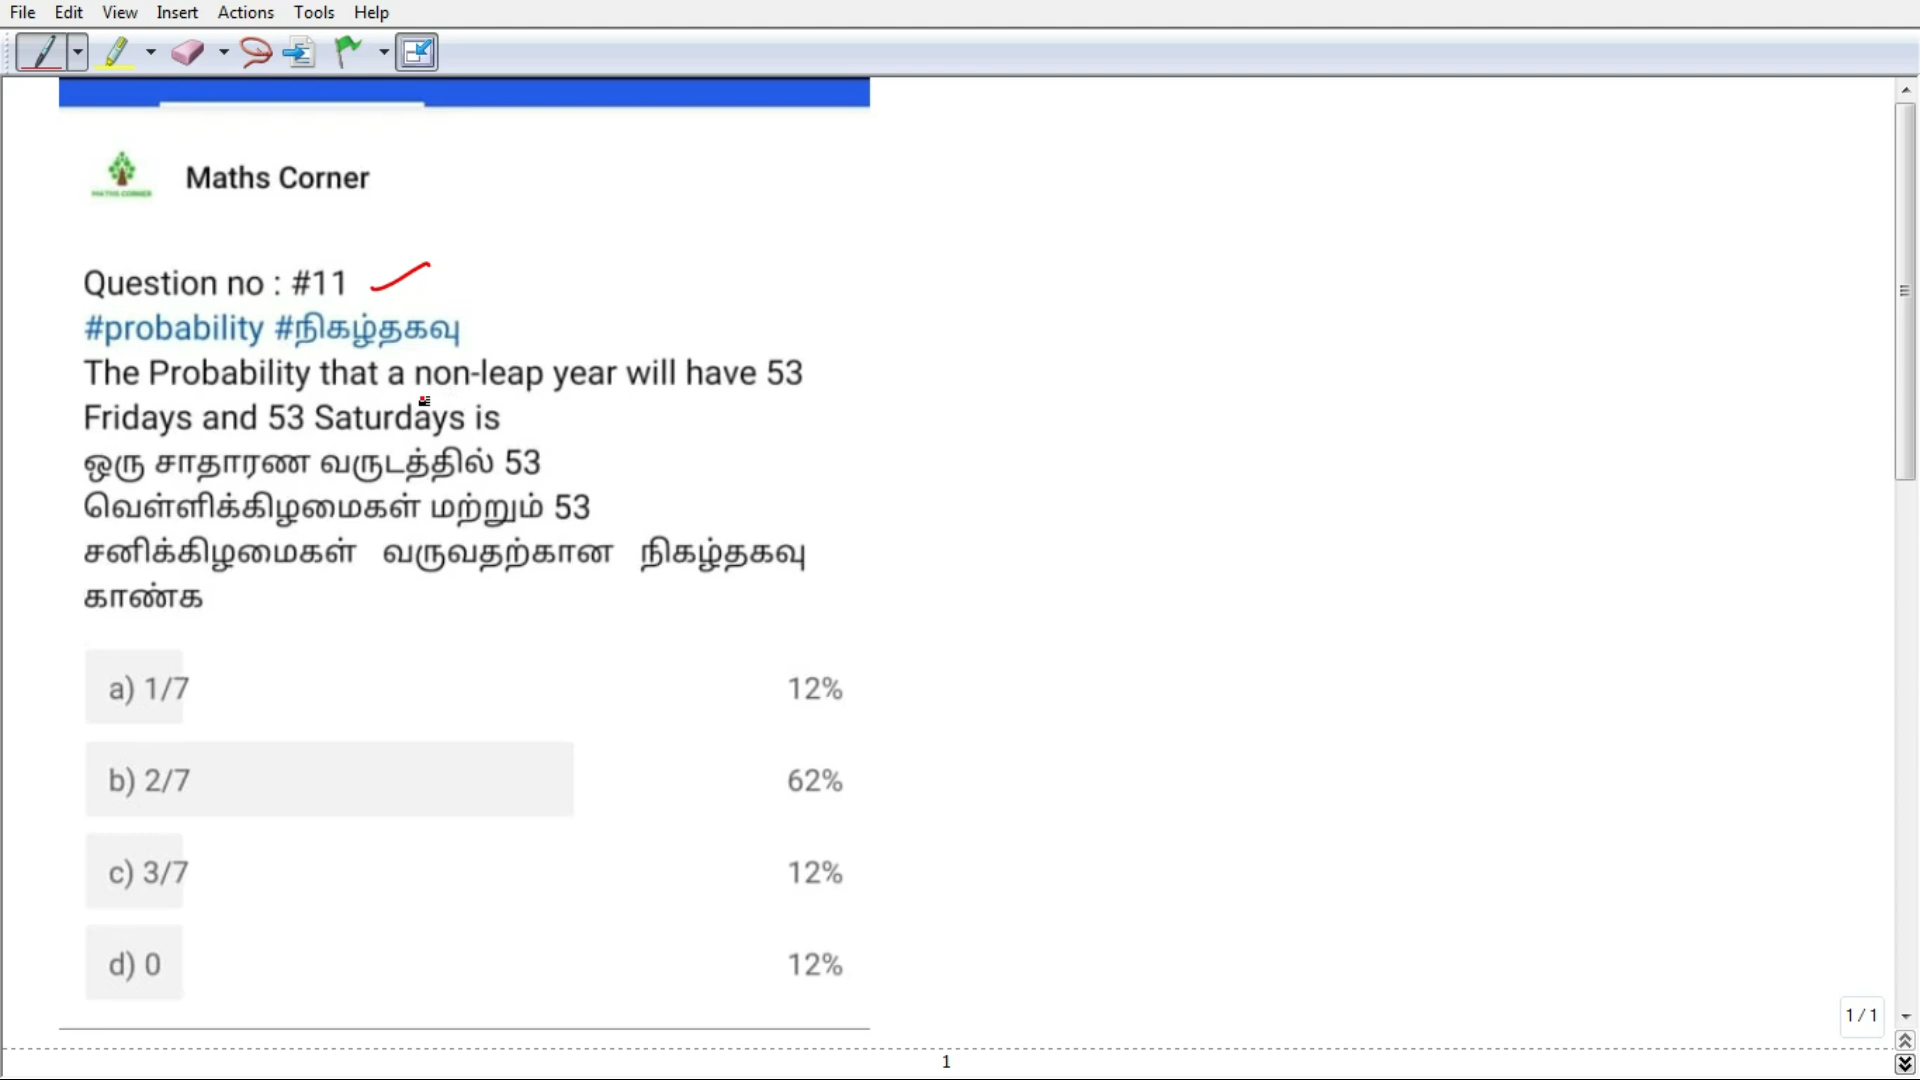 File Edit View Insert Actions Tools Help
MATHS CORNER
Maths Corner
Question no : #11
#probability #நிகழ்தகவு
The Probability that a non-leap year will have 53
Fridays and 53 Saturdays is
ஒரு சாதாரண வருடத்தில் 53
வெள்ளிக்கிழமைகள் மற்றும் 53
சனிக்கிழமைகள் வருவதற்கான நிகழ்தகவு
காண்க
a) 1/7 12%
b) 2/7 62%
c) 3/7 12%
d) 0 12%
1 / 1
1